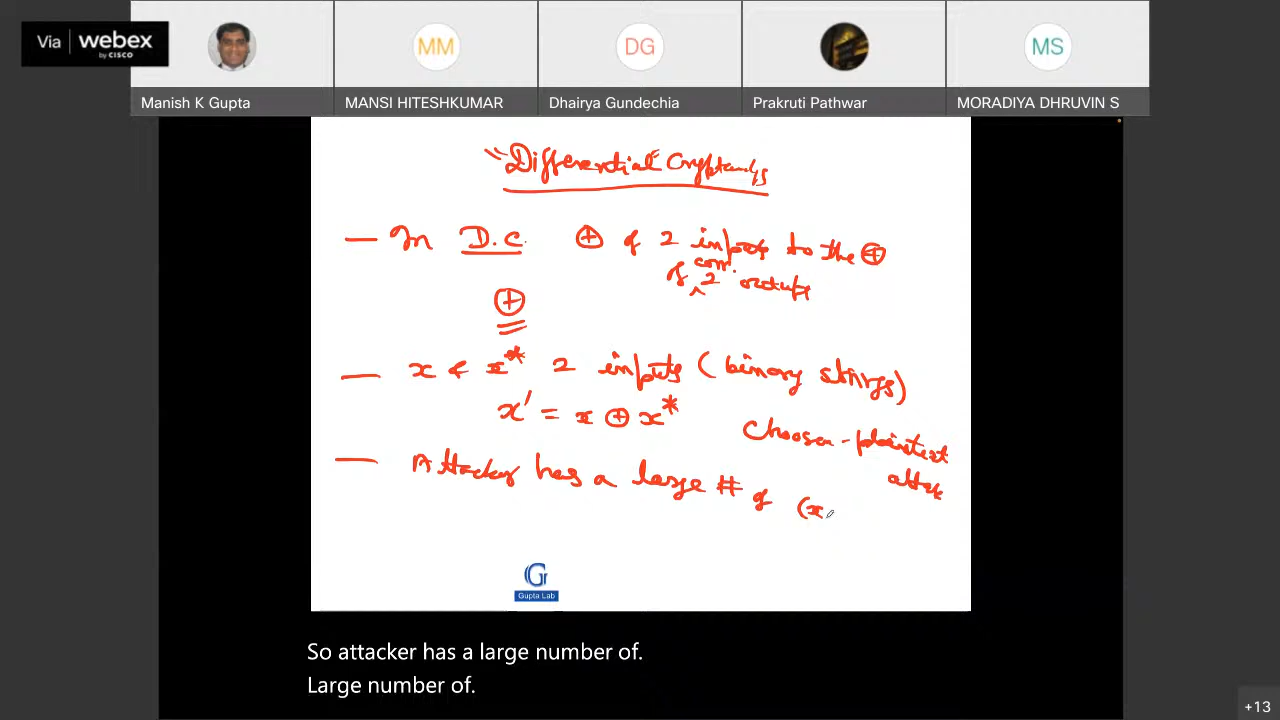 Via webex
by CISCO
MM
DG
MS
Manish K Gupta
MANSI HITESHKUMAR
Dhairya Gundechia
Prakruti Pathwar
MORADIYA DHRUVIN S
"Differential" Cryptanalys
— In D.C. ⊕ of 2 inputs to the ⊕
of corr. 2 outputs
⊕
— x & x* 2 inputs (binary strings)
x' = x ⊕ x*
Choosen-plaintext
attack
— Attacker has a large # of (x,
G
Gupta Lab
So attacker has a large number of.
Large number of.
+13